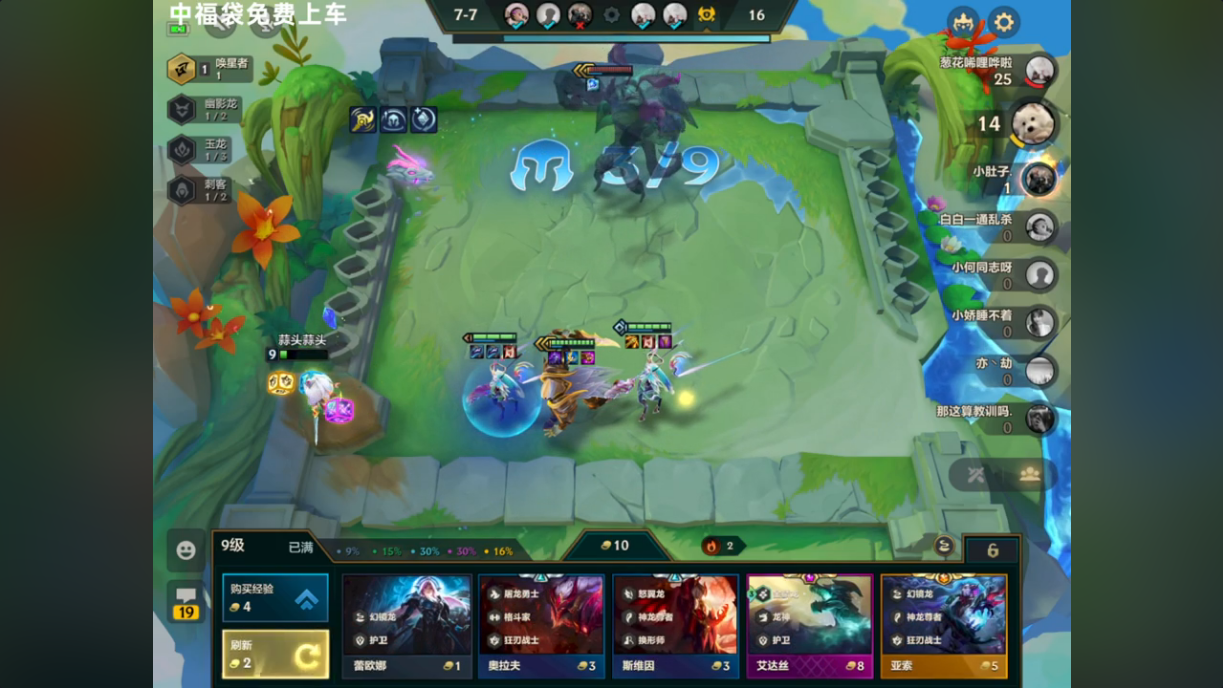 中福袋免费上车
7-7
16
1
唤星者
1
幽影龙
1/2
玉龙
1/3
刺客
1/2
3/9
葱花唏哩哗啦
25
14
小肚子.
1
白白一通乱杀
0
小何同志呀
0
小娇睡不着
0
亦丶劫
0
那这算教训吗.
0
蒜头蒜头
9
9级
已满
9%
15%
30%
30%
16%
10
2
6
购买经验
4
刷新
2
19
幻镜龙
护卫
蕾欧娜
1
屠龙勇士
格斗家
狂刃战士
奥拉夫
3
怒翼龙
神龙尊者
换形师
斯维因
3
龙神
护卫
艾达丝
8
幻镜龙
神龙尊者
狂刃战士
亚索
5